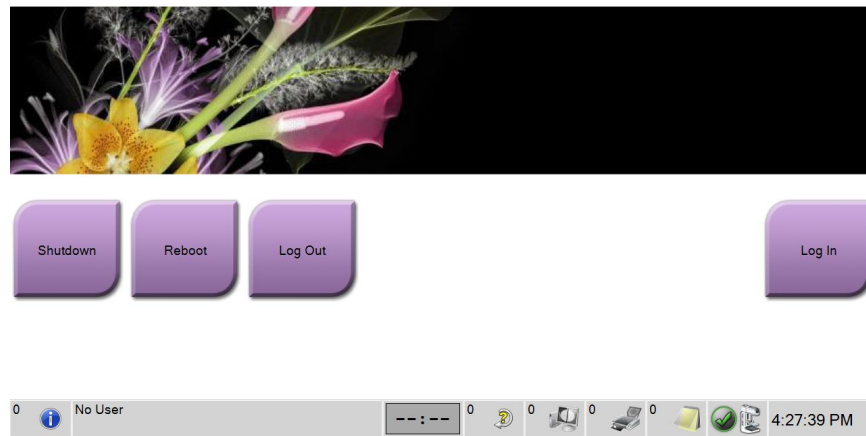 Shutdown
Reboot
Log Out
Log In
0
No User
--:--
0
0
0
0
4:27:39 PM